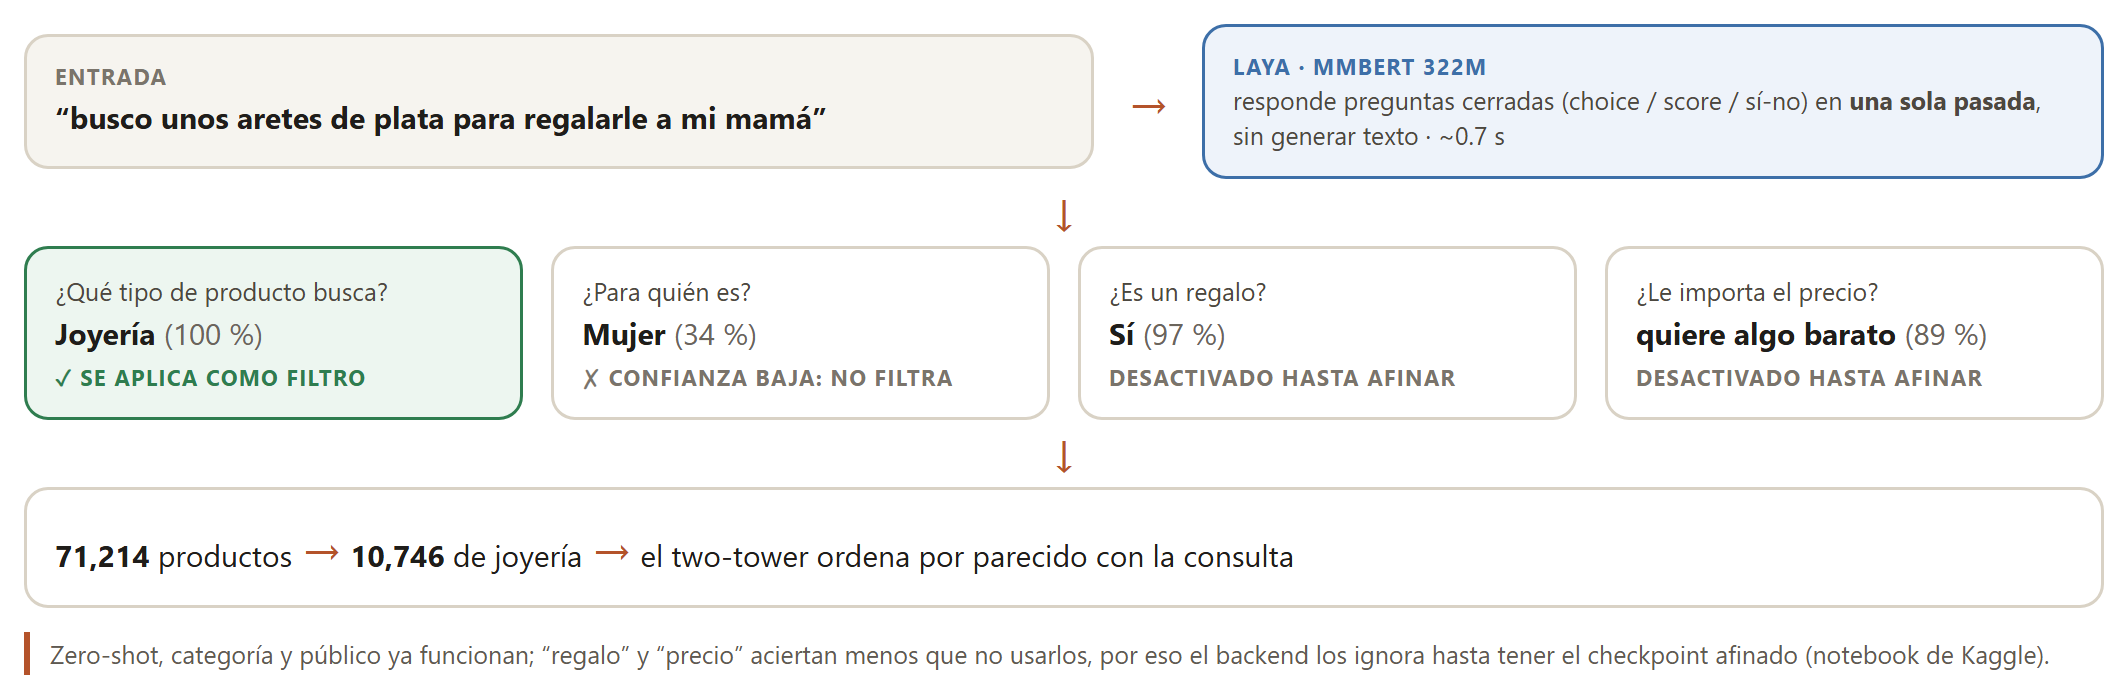 ENTRADA
“busco unos aretes de plata para regalarle a mi mamá”
→
LAYA · MMBERT 322M
responde preguntas cerradas (choice / score / sí-no) en una sola pasada,
sin generar texto · ~0.7 s
↓
¿Qué tipo de producto busca?
Joyería (100 %)
✓ SE APLICA COMO FILTRO
¿Para quién es?
Mujer (34 %)
✗ CONFIANZA BAJA: NO FILTRA
¿Es un regalo?
Sí (97 %)
DESACTIVADO HASTA AFINAR
¿Le importa el precio?
quiere algo barato (89 %)
DESACTIVADO HASTA AFINAR
↓
71,214 productos → 10,746 de joyería → el two-tower ordena por parecido con la consulta
Zero-shot, categoría y público ya funcionan; “regalo” y “precio” aciertan menos que no usarlos, por eso el backend los ignora hasta tener el checkpoint afinado (notebook de Kaggle).